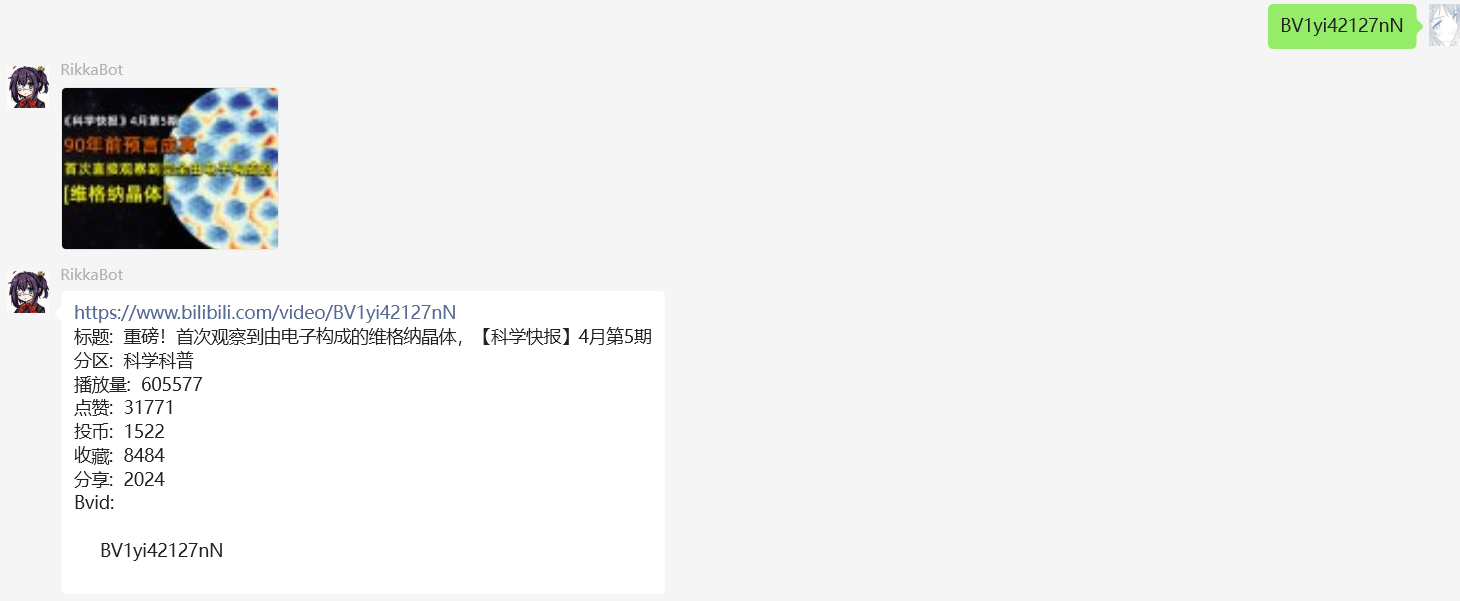 BV1yi42127nN
RikkaBot
《科学快报》4月第5期
90年前预言成真
首次直接观察到完全由电子构成的
[维格纳晶体]
RikkaBot
https://www.bilibili.com/video/BV1yi42127nN
标题: 重磅！首次观察到由电子构成的维格纳晶体，【科学快报】4月第5期
分区: 科学科普
播放量: 605577
点赞: 31771
投币: 1522
收藏: 8484
分享: 2024
Bvid:
BV1yi42127nN